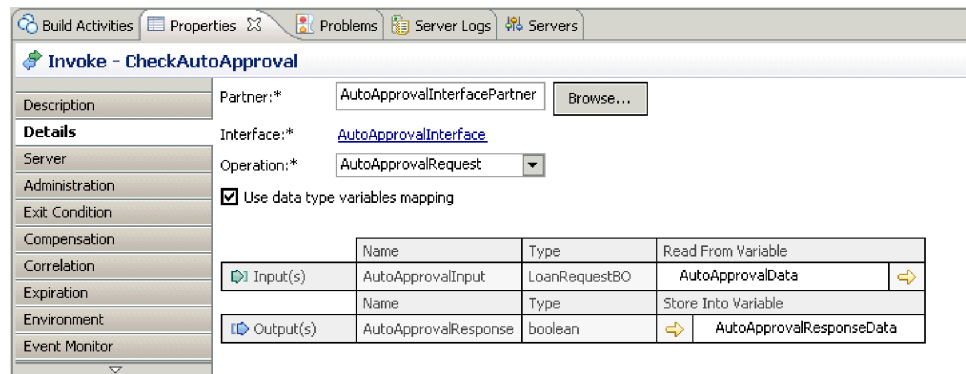 Build Activities Properties Problems Server Logs Servers
Invoke - CheckAutoApproval
Description
Details
Server
Administration
Exit Condition
Compensation
Correlation
Expiration
Environment
Event Monitor
Partner:* AutoApprovalInterfacePartner Browse...
Interface:* AutoApprovalInterface
Operation:* AutoApprovalRequest
Use data type variables mapping
Name Type Read From Variable
Input(s) AutoApprovalInput LoanRequestBO AutoApprovalData
Name Type Store Into Variable
Output(s) AutoApprovalResponse boolean AutoApprovalResponseData